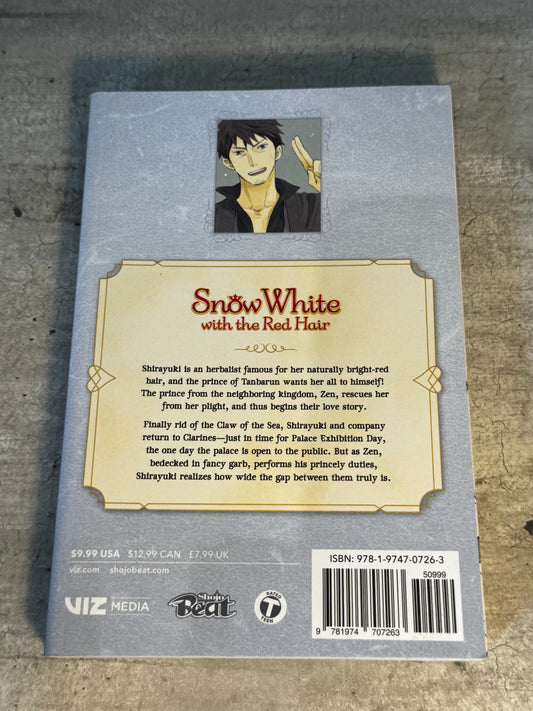 Snow White
with the Red Hair
Shirayuki is an herbalist famous for her naturally bright-red
hair, and the prince of Tanbarun wants her all to himself!
The prince from the neighboring kingdom, Zen, rescues her
from her plight, and thus begins their love story.
Finally rid of the Claw of the Sea, Shirayuki and company
return to Clarines—just in time for Palace Exhibition Day,
the one day the palace is open to the public. But as Zen,
bedecked in fancy garb, performs his princely duties,
Shirayuki realizes how wide the gap between them truly is.
$9.99 USA $12.99 CAN £7.99 UK
viz.com shojobeat.com
VIZ MEDIA
Shojo Beat
RATED T TEEN
ISBN: 978-1-9747-0726-3
50999
9 781974 707263